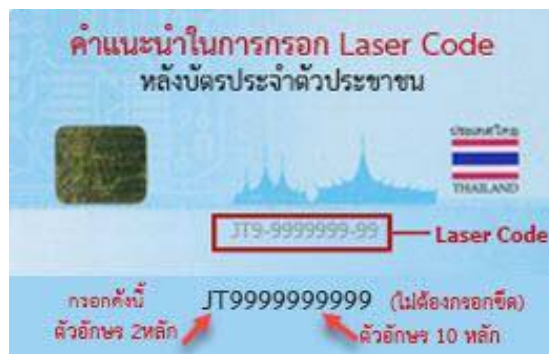 คำแนะนำในการกรอก Laser Code
หลังบัตรประจำตัวประชาชน
ประเทศไทย
THAILAND
JT9-9999999-99
Laser Code
กรอกดังนี้ JT9999999999 (ไม่ต้องกรอกขีด)
ตัวอักษร 2หลัก ตัวอักษร 10 หลัก